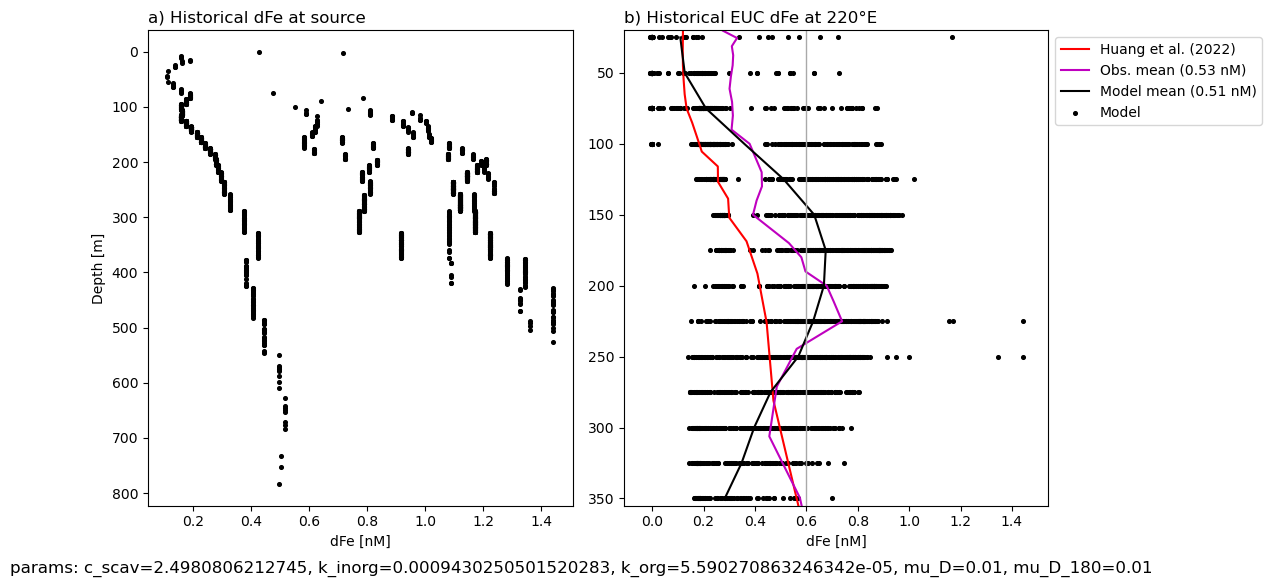 a) Historical dFe at source
b) Historical EUC dFe at 220°E
0
100
200
300
400
500
600
700
800
Depth [m]
0.2 0.4 0.6 0.8 1.0 1.2 1.4
dFe [nM]
50
100
150
200
250
300
350
0.0 0.2 0.4 0.6 0.8 1.0 1.2 1.4
dFe [nM]
Huang et al. (2022)
Obs. mean (0.53 nM)
Model mean (0.51 nM)
Model
params: c_scav=2.4980806212745, k_inorg=0.0009430250501520283, k_org=5.590270863246342e-05, mu_D=0.01, mu_D_180=0.01